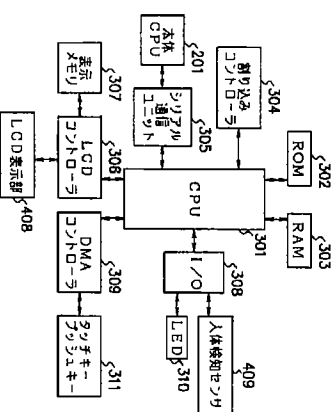 302
ROM
303
RAM
409
人体検知センサ
304
割り込み
コントローラ
308
I/O
310
LED
301
CPU
201
本体
CPU
305
シリアル
通信
ユニット
309
DMA
コントローラ
311
タッチキー
プッシュキー
307
表示
メモリ
306
LCD
コントローラ
408
LCD表示部